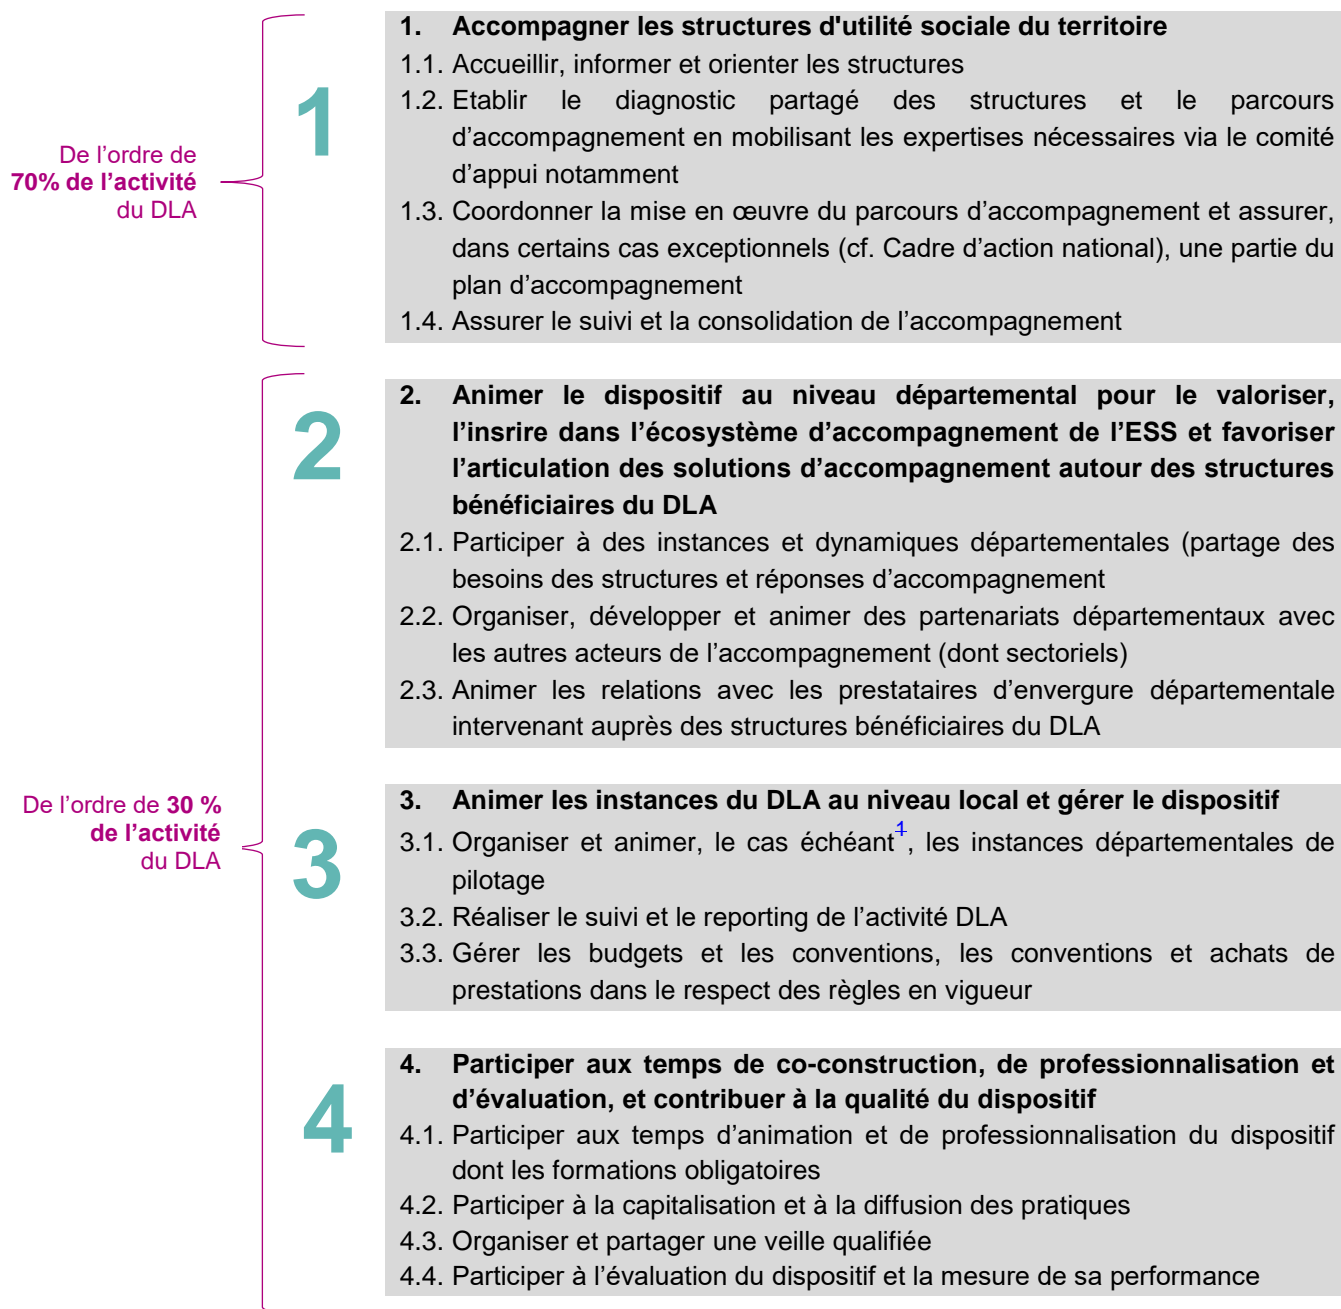 De l’ordre de
70% de l’activité
du DLA
1
1. Accompagner les structures d'utilité sociale du territoire
1.1. Accueillir, informer et orienter les structures
1.2. Etablir le diagnostic partagé des structures et le parcours
d’accompagnement en mobilisant les expertises nécessaires via le comité
d’appui notamment
1.3. Coordonner la mise en œuvre du parcours d’accompagnement et assurer,
dans certains cas exceptionnels (cf. Cadre d’action national), une partie du
plan d’accompagnement
1.4. Assurer le suivi et la consolidation de l’accompagnement
De l’ordre de 30 %
de l’activité
du DLA
2
2. Animer le dispositif au niveau départemental pour le valoriser,
l’insrire dans l’écosystème d’accompagnement de l’ESS et favoriser
l’articulation des solutions d’accompagnement autour des structures
bénéficiaires du DLA
2.1. Participer à des instances et dynamiques départementales (partage des
besoins des structures et réponses d’accompagnement
2.2. Organiser, développer et animer des partenariats départementaux avec
les autres acteurs de l’accompagnement (dont sectoriels)
2.3. Animer les relations avec les prestataires d’envergure départementale
intervenant auprès des structures bénéficiaires du DLA
3
3. Animer les instances du DLA au niveau local et gérer le dispositif
3.1. Organiser et animer, le cas échéant1, les instances départementales de
pilotage
3.2. Réaliser le suivi et le reporting de l’activité DLA
3.3. Gérer les budgets et les conventions, les conventions et achats de
prestations dans le respect des règles en vigueur
4
4. Participer aux temps de co-construction, de professionnalisation et
d’évaluation, et contribuer à la qualité du dispositif
4.1. Participer aux temps d’animation et de professionnalisation du dispositif
dont les formations obligatoires
4.2. Participer à la capitalisation et à la diffusion des pratiques
4.3. Organiser et partager une veille qualifiée
4.4. Participer à l’évaluation du dispositif et la mesure de sa performance